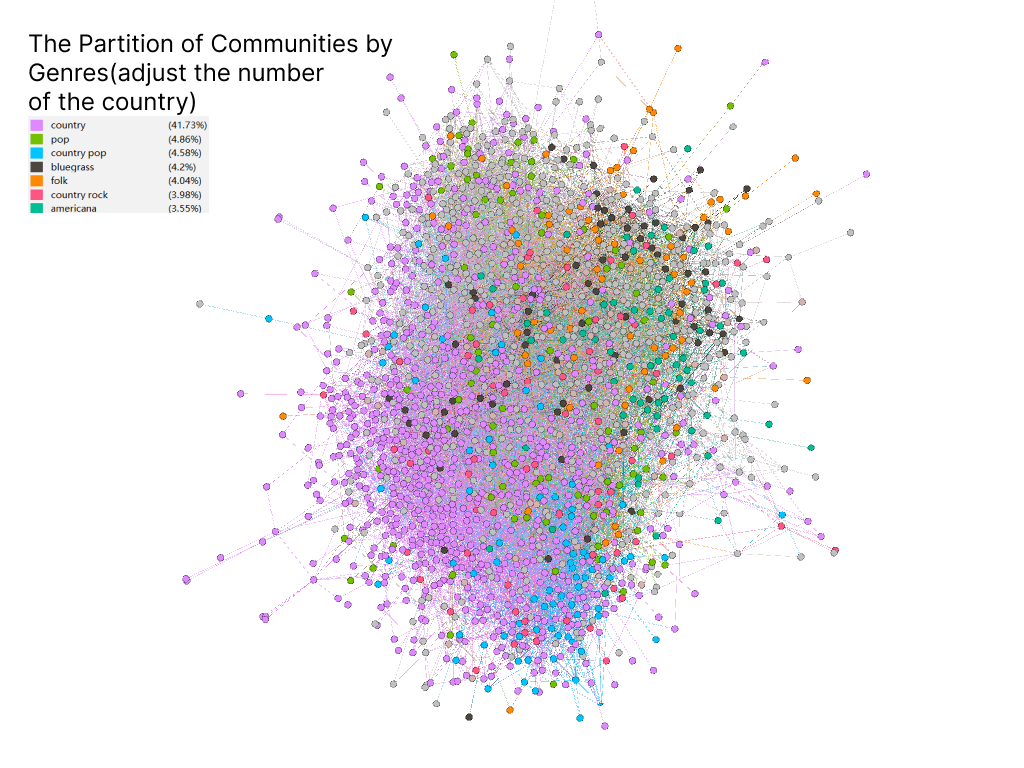 The Partition of Communities by
Genres(adjust the number
of the country)
country (41.73%)
pop (4.86%)
country pop (4.58%)
bluegrass (4.2%)
folk (4.04%)
country rock (3.98%)
americana (3.55%)